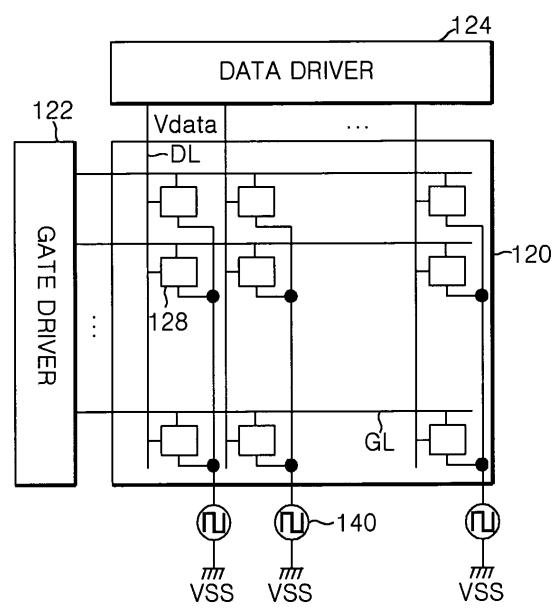 124
DATA DRIVER
122
Vdata
...
DL
GATE DRIVER
120
128
...
GL
140
VSS
VSS
VSS